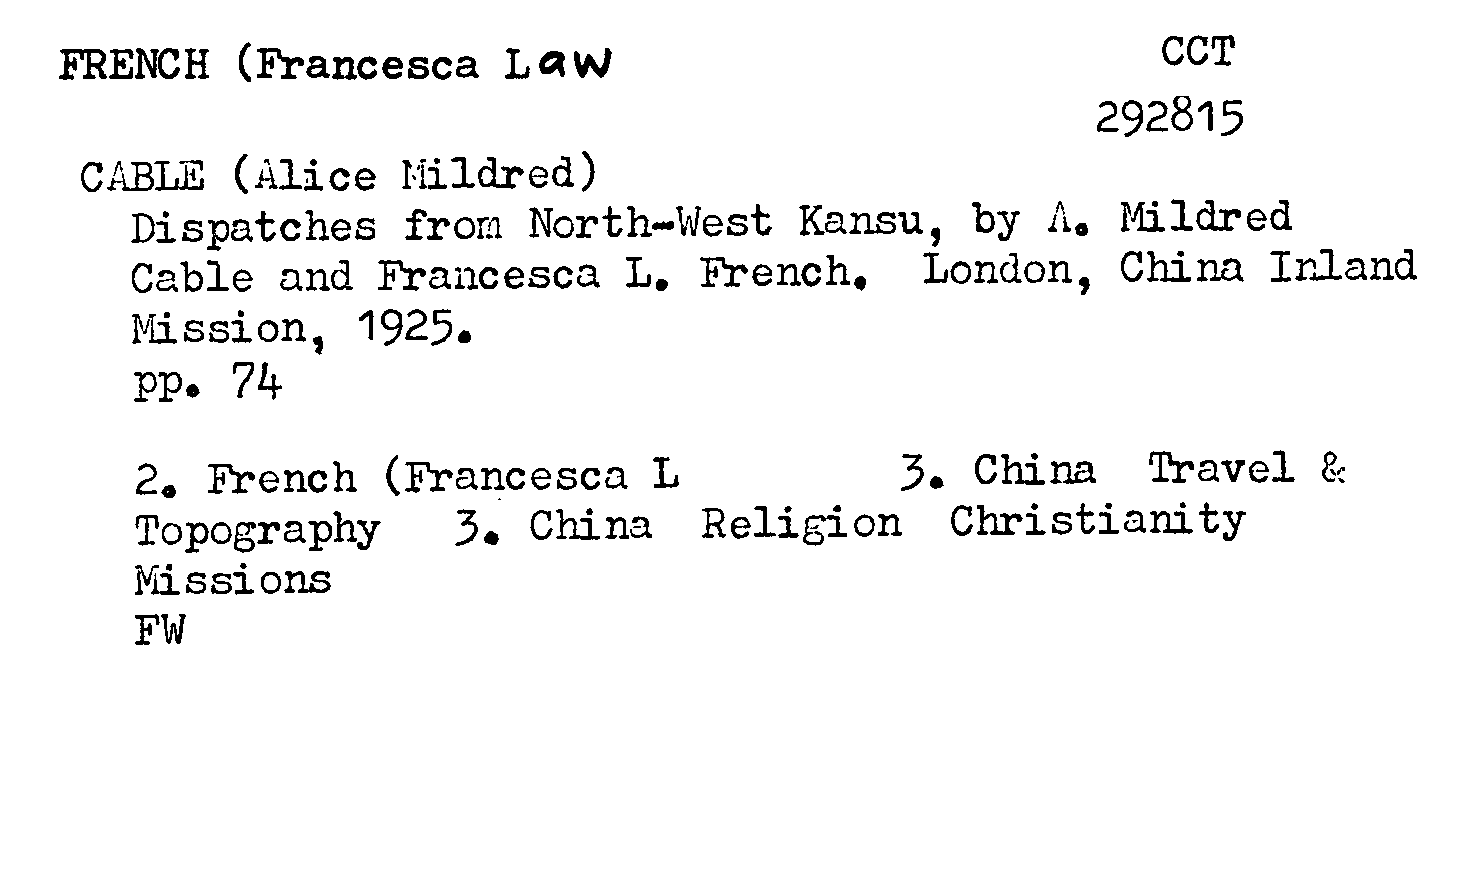 FRENCH (Francesca Law
CCT
292815
CABLE (Alice Mildred)
Dispatches from North-West Kansu, by A. Mildred
Cable and Francesca L. French. London, China Inland
Mission, 1925.
pp. 74
2. French (Francesca L 3. China Travel &
Topography 3. China Religion Christianity
Missions
FW